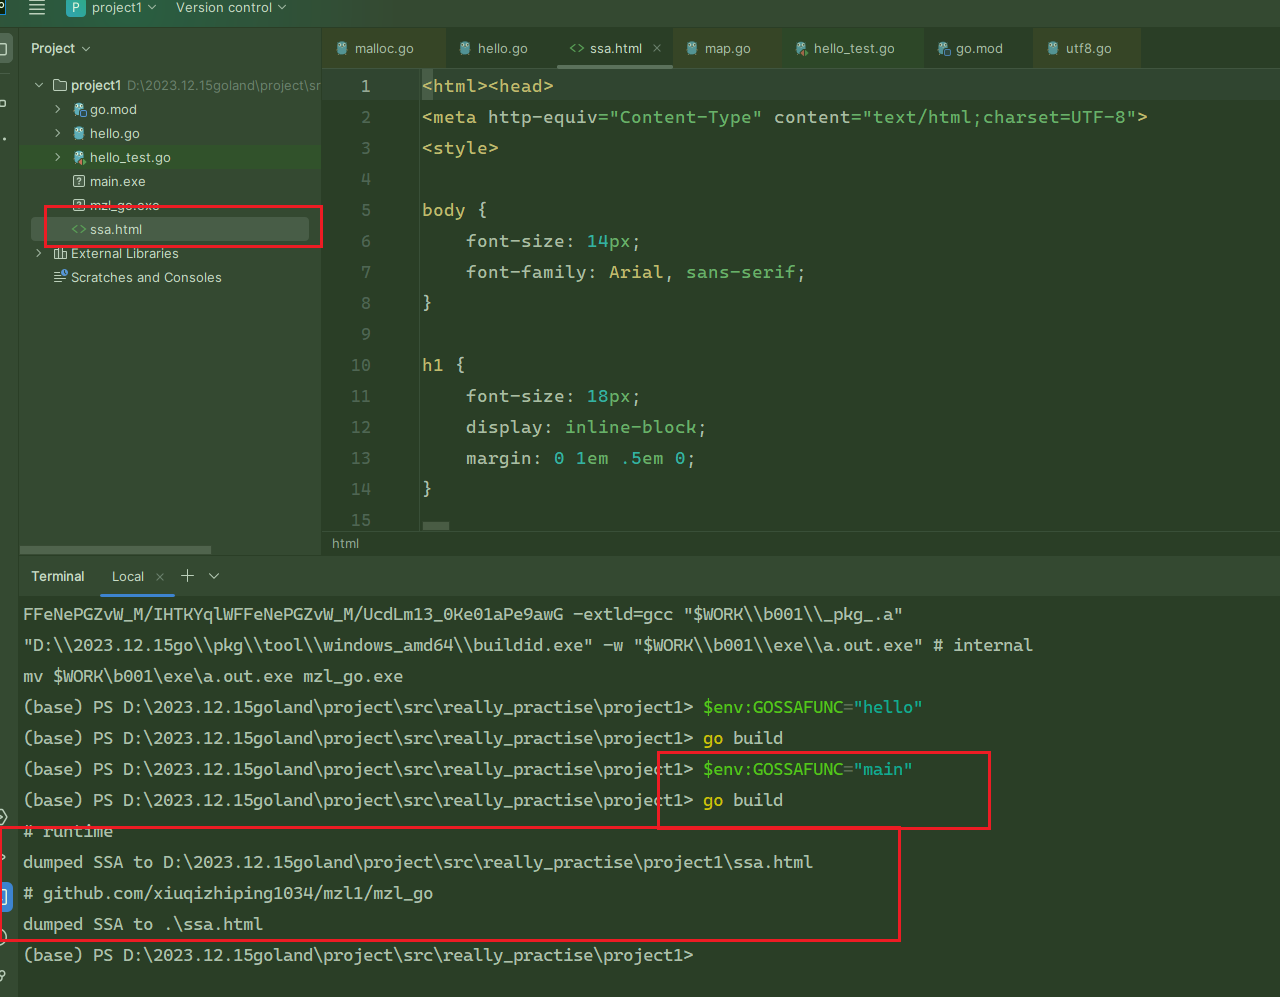 P project1 Version control
Project
malloc.go hello.go <> ssa.html × map.go hello_test.go go.mod utf8.go
project1 D:\2023.12.15goland\project\sr
go.mod
hello.go
hello_test.go
main.exe
mzl_go.exe
<> ssa.html
External Libraries
Scratches and Consoles
1 <html><head>
2 <meta http-equiv="Content-Type" content="text/html;charset=UTF-8">
3 <style>
4
5 body {
6 font-size: 14px;
7 font-family: Arial, sans-serif;
8 }
9
10 h1 {
11 font-size: 18px;
12 display: inline-block;
13 margin: 0 1em .5em 0;
14 }
15
html
Terminal Local × +
FFeNePGZvW_M/IHTKYqlWFFeNePGZvW_M/UcdLm13_0Ke01aPe9awG -extld=gcc "$WORK\\b001\\_pkg_.a"
"D:\\2023.12.15go\\pkg\\tool\\windows_amd64\\buildid.exe" -w "$WORK\\b001\\exe\\a.out.exe" # internal
mv $WORK\b001\exe\a.out.exe mzl_go.exe
(base) PS D:\2023.12.15goland\project\src\really_practise\project1> $env:GOSSAFUNC="hello"
(base) PS D:\2023.12.15goland\project\src\really_practise\project1> go build
(base) PS D:\2023.12.15goland\project\src\really_practise\project1> $env:GOSSAFUNC="main"
(base) PS D:\2023.12.15goland\project\src\really_practise\project1> go build
# runtime
dumped SSA to D:\2023.12.15goland\project\src\really_practise\project1\ssa.html
# github.com/xiuqizhiping1034/mzl1/mzl_go
dumped SSA to .\ssa.html
(base) PS D:\2023.12.15goland\project\src\really_practise\project1>